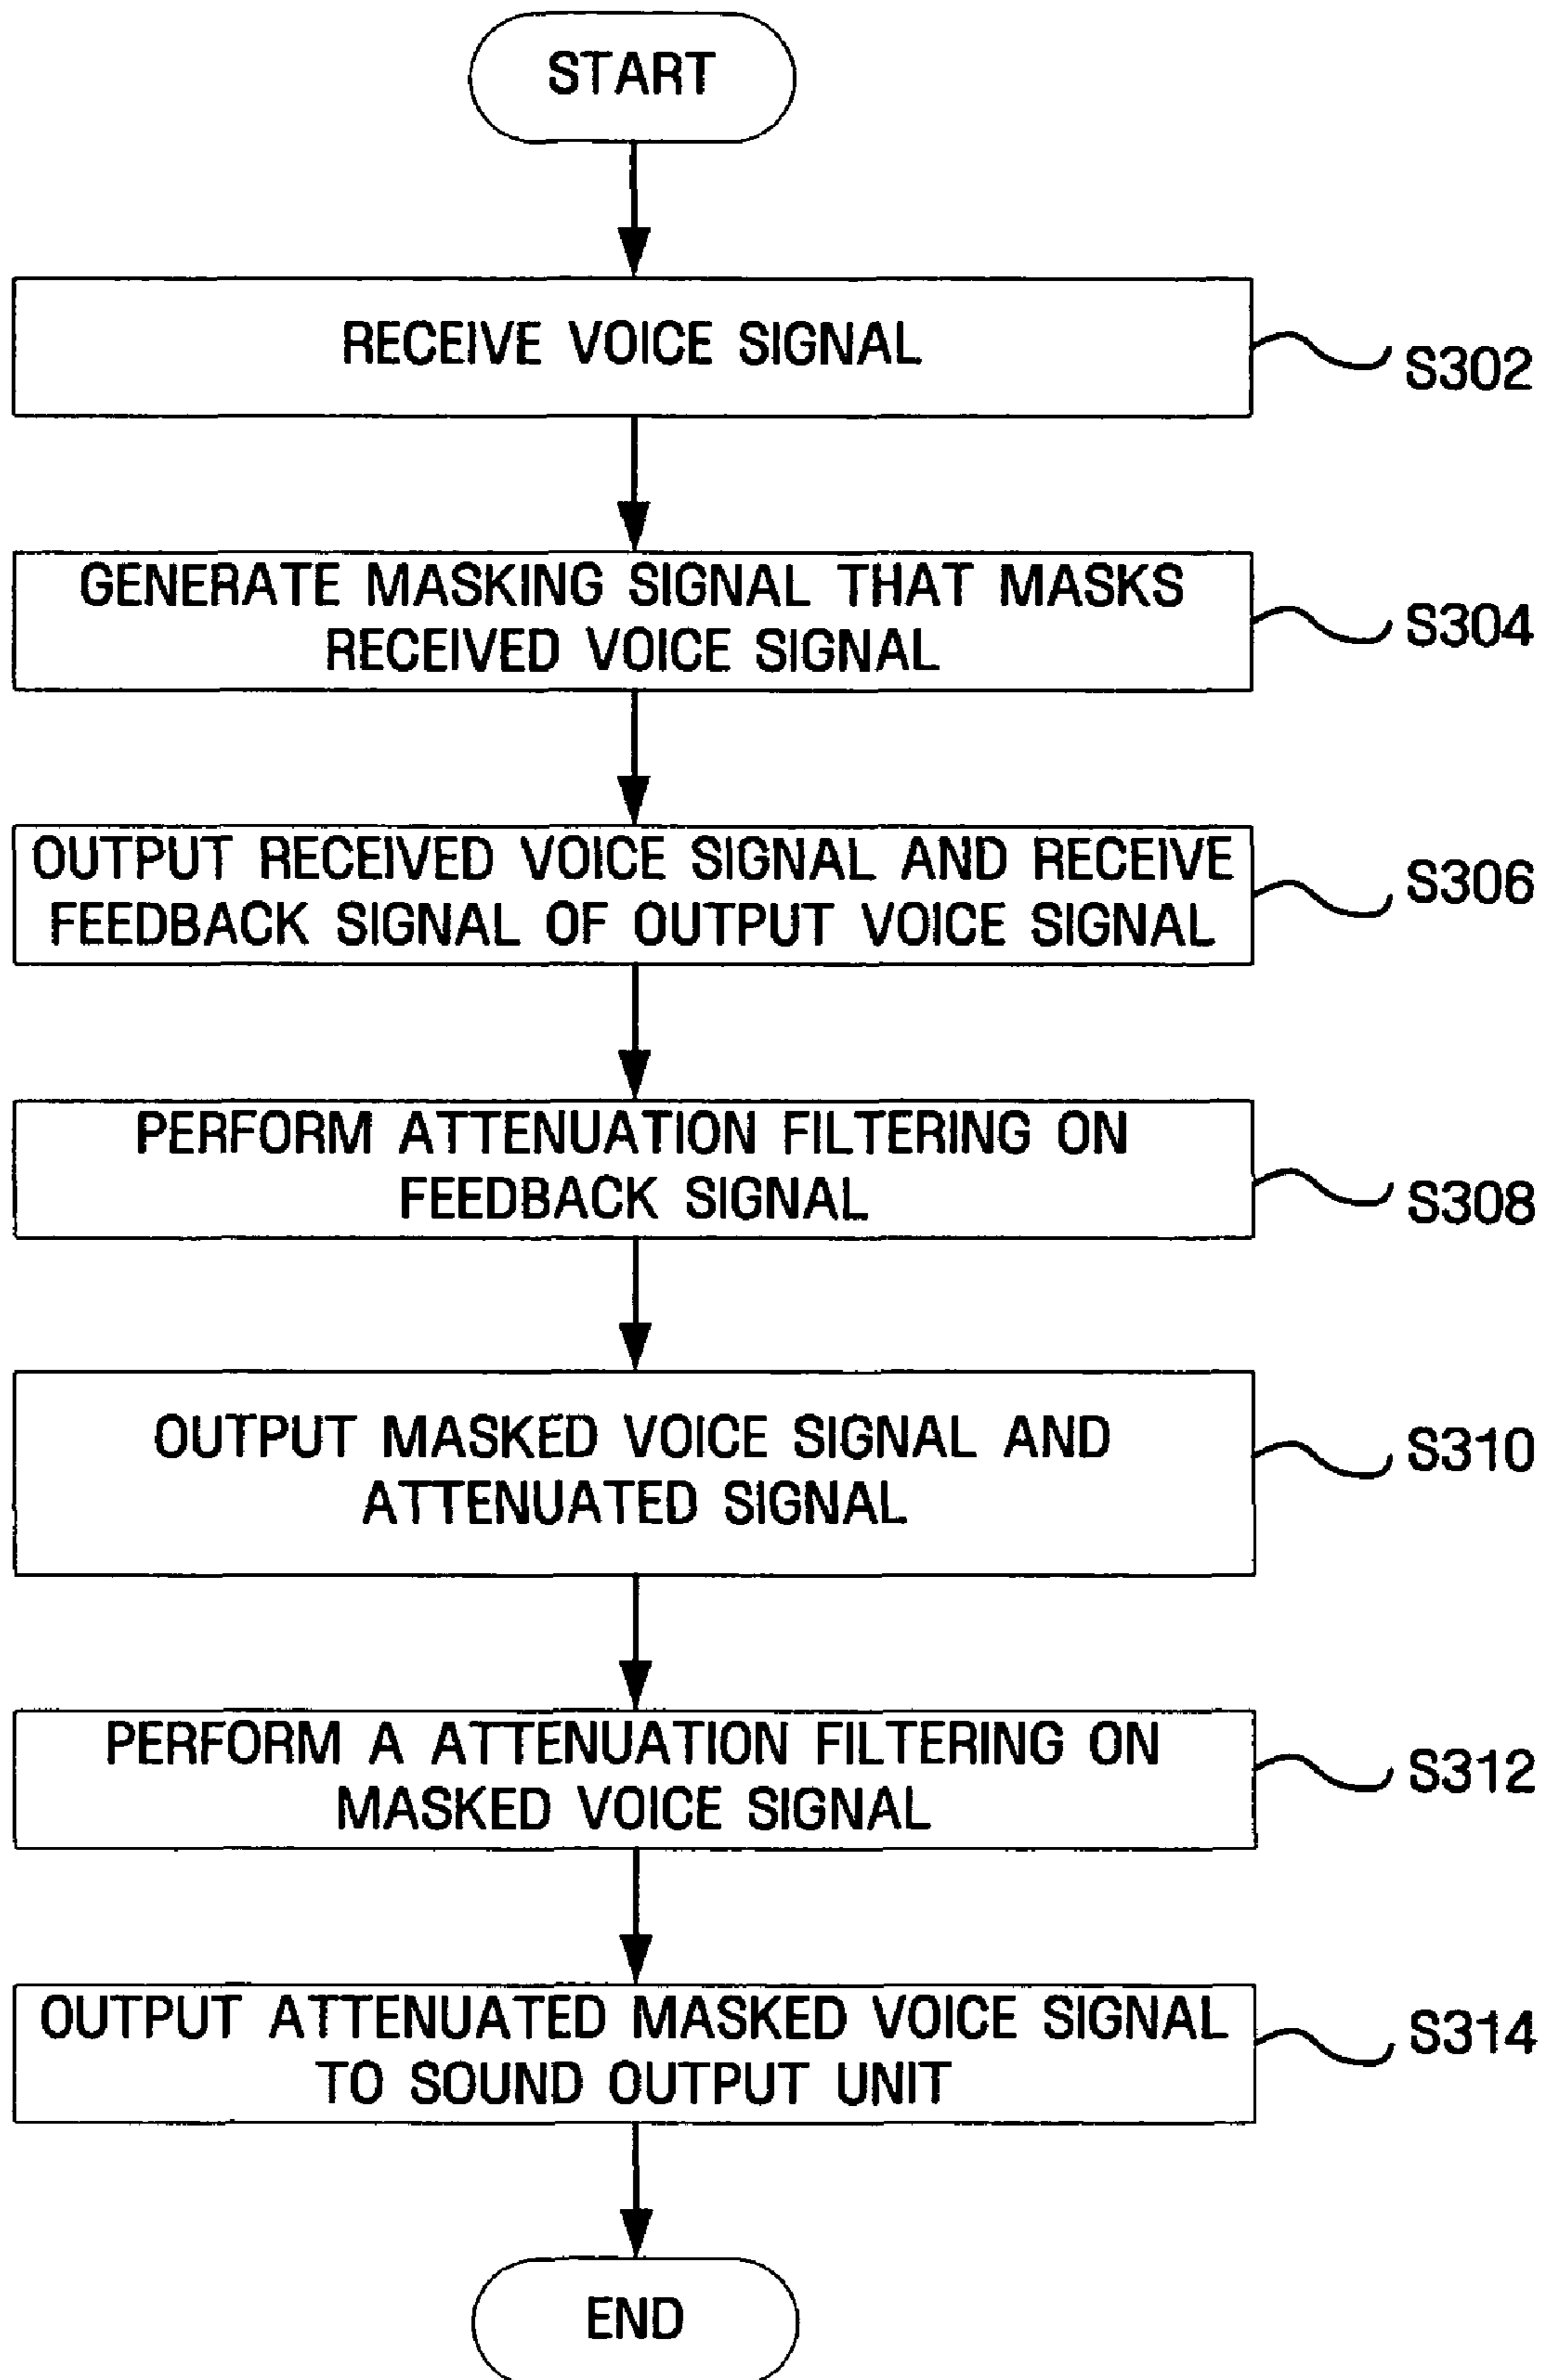 START
RECEIVE VOICE SIGNAL
S302
GENERATE MASKING SIGNAL THAT MASKS
RECEIVED VOICE SIGNAL
S304
OUTPUT RECEIVED VOICE SIGNAL AND RECEIVE
FEEDBACK SIGNAL OF OUTPUT VOICE SIGNAL
S306
PERFORM ATTENUATION FILTERING ON
FEEDBACK SIGNAL
S308
OUTPUT MASKED VOICE SIGNAL AND
ATTENUATED SIGNAL
S310
PERFORM A ATTENUATION FILTERING ON
MASKED VOICE SIGNAL
S312
OUTPUT ATTENUATED MASKED VOICE SIGNAL
TO SOUND OUTPUT UNIT
S314
END